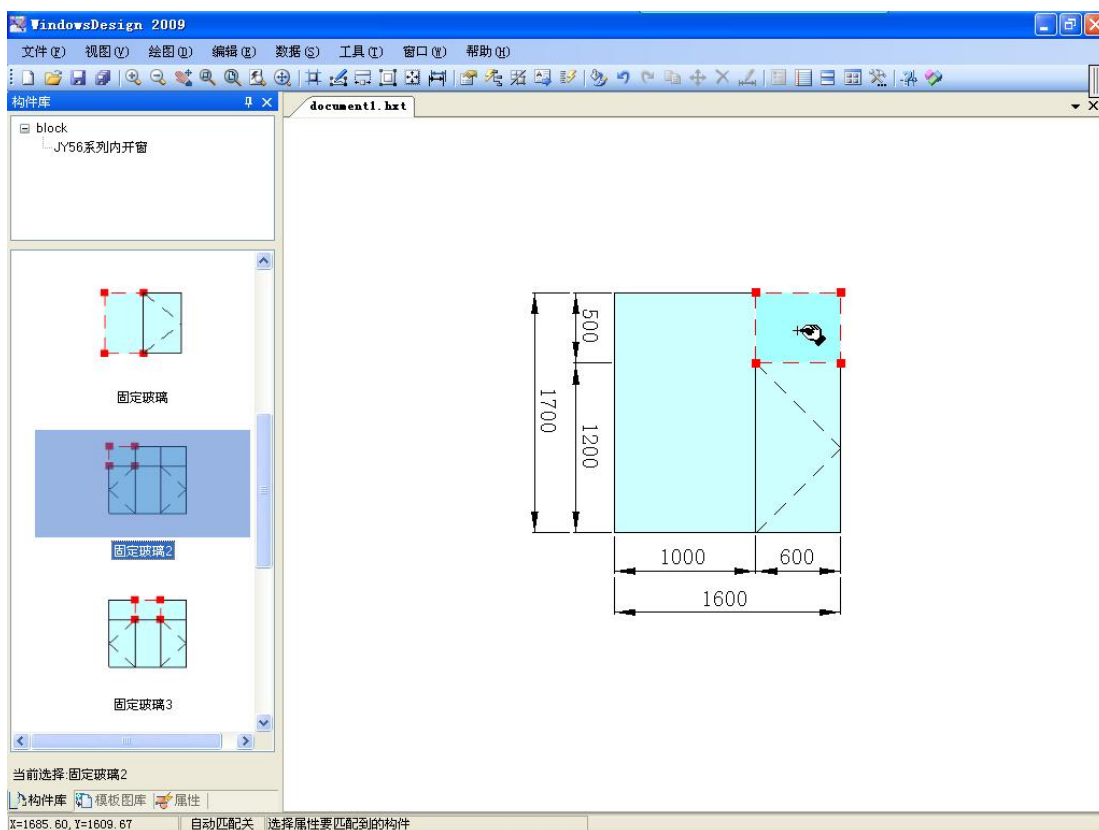 WindowsDesign 2009
文件(F) 视图(V) 绘图(D) 编辑(E) 数据(S) 工具(T) 窗口(W) 帮助(H)
构件库
document1.hxt
block
JY56系列内开窗
固定玻璃
固定玻璃2
固定玻璃3
500
1700
1200
1000 600
1600
当前选择:固定玻璃2
构件库 模板图库 属性
X=1685.60,Y=1609.67 自动匹配关 选择属性要匹配到的构件